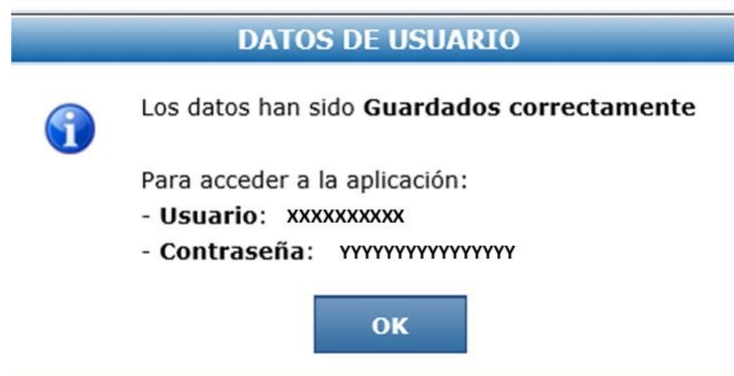 DATOS DE USUARIO
Los datos han sido Guardados correctamente
Para acceder a la aplicación:
- Usuario: XXXXXXXXXX
- Contraseña: YYYYYYYYYYYYYYYY
OK